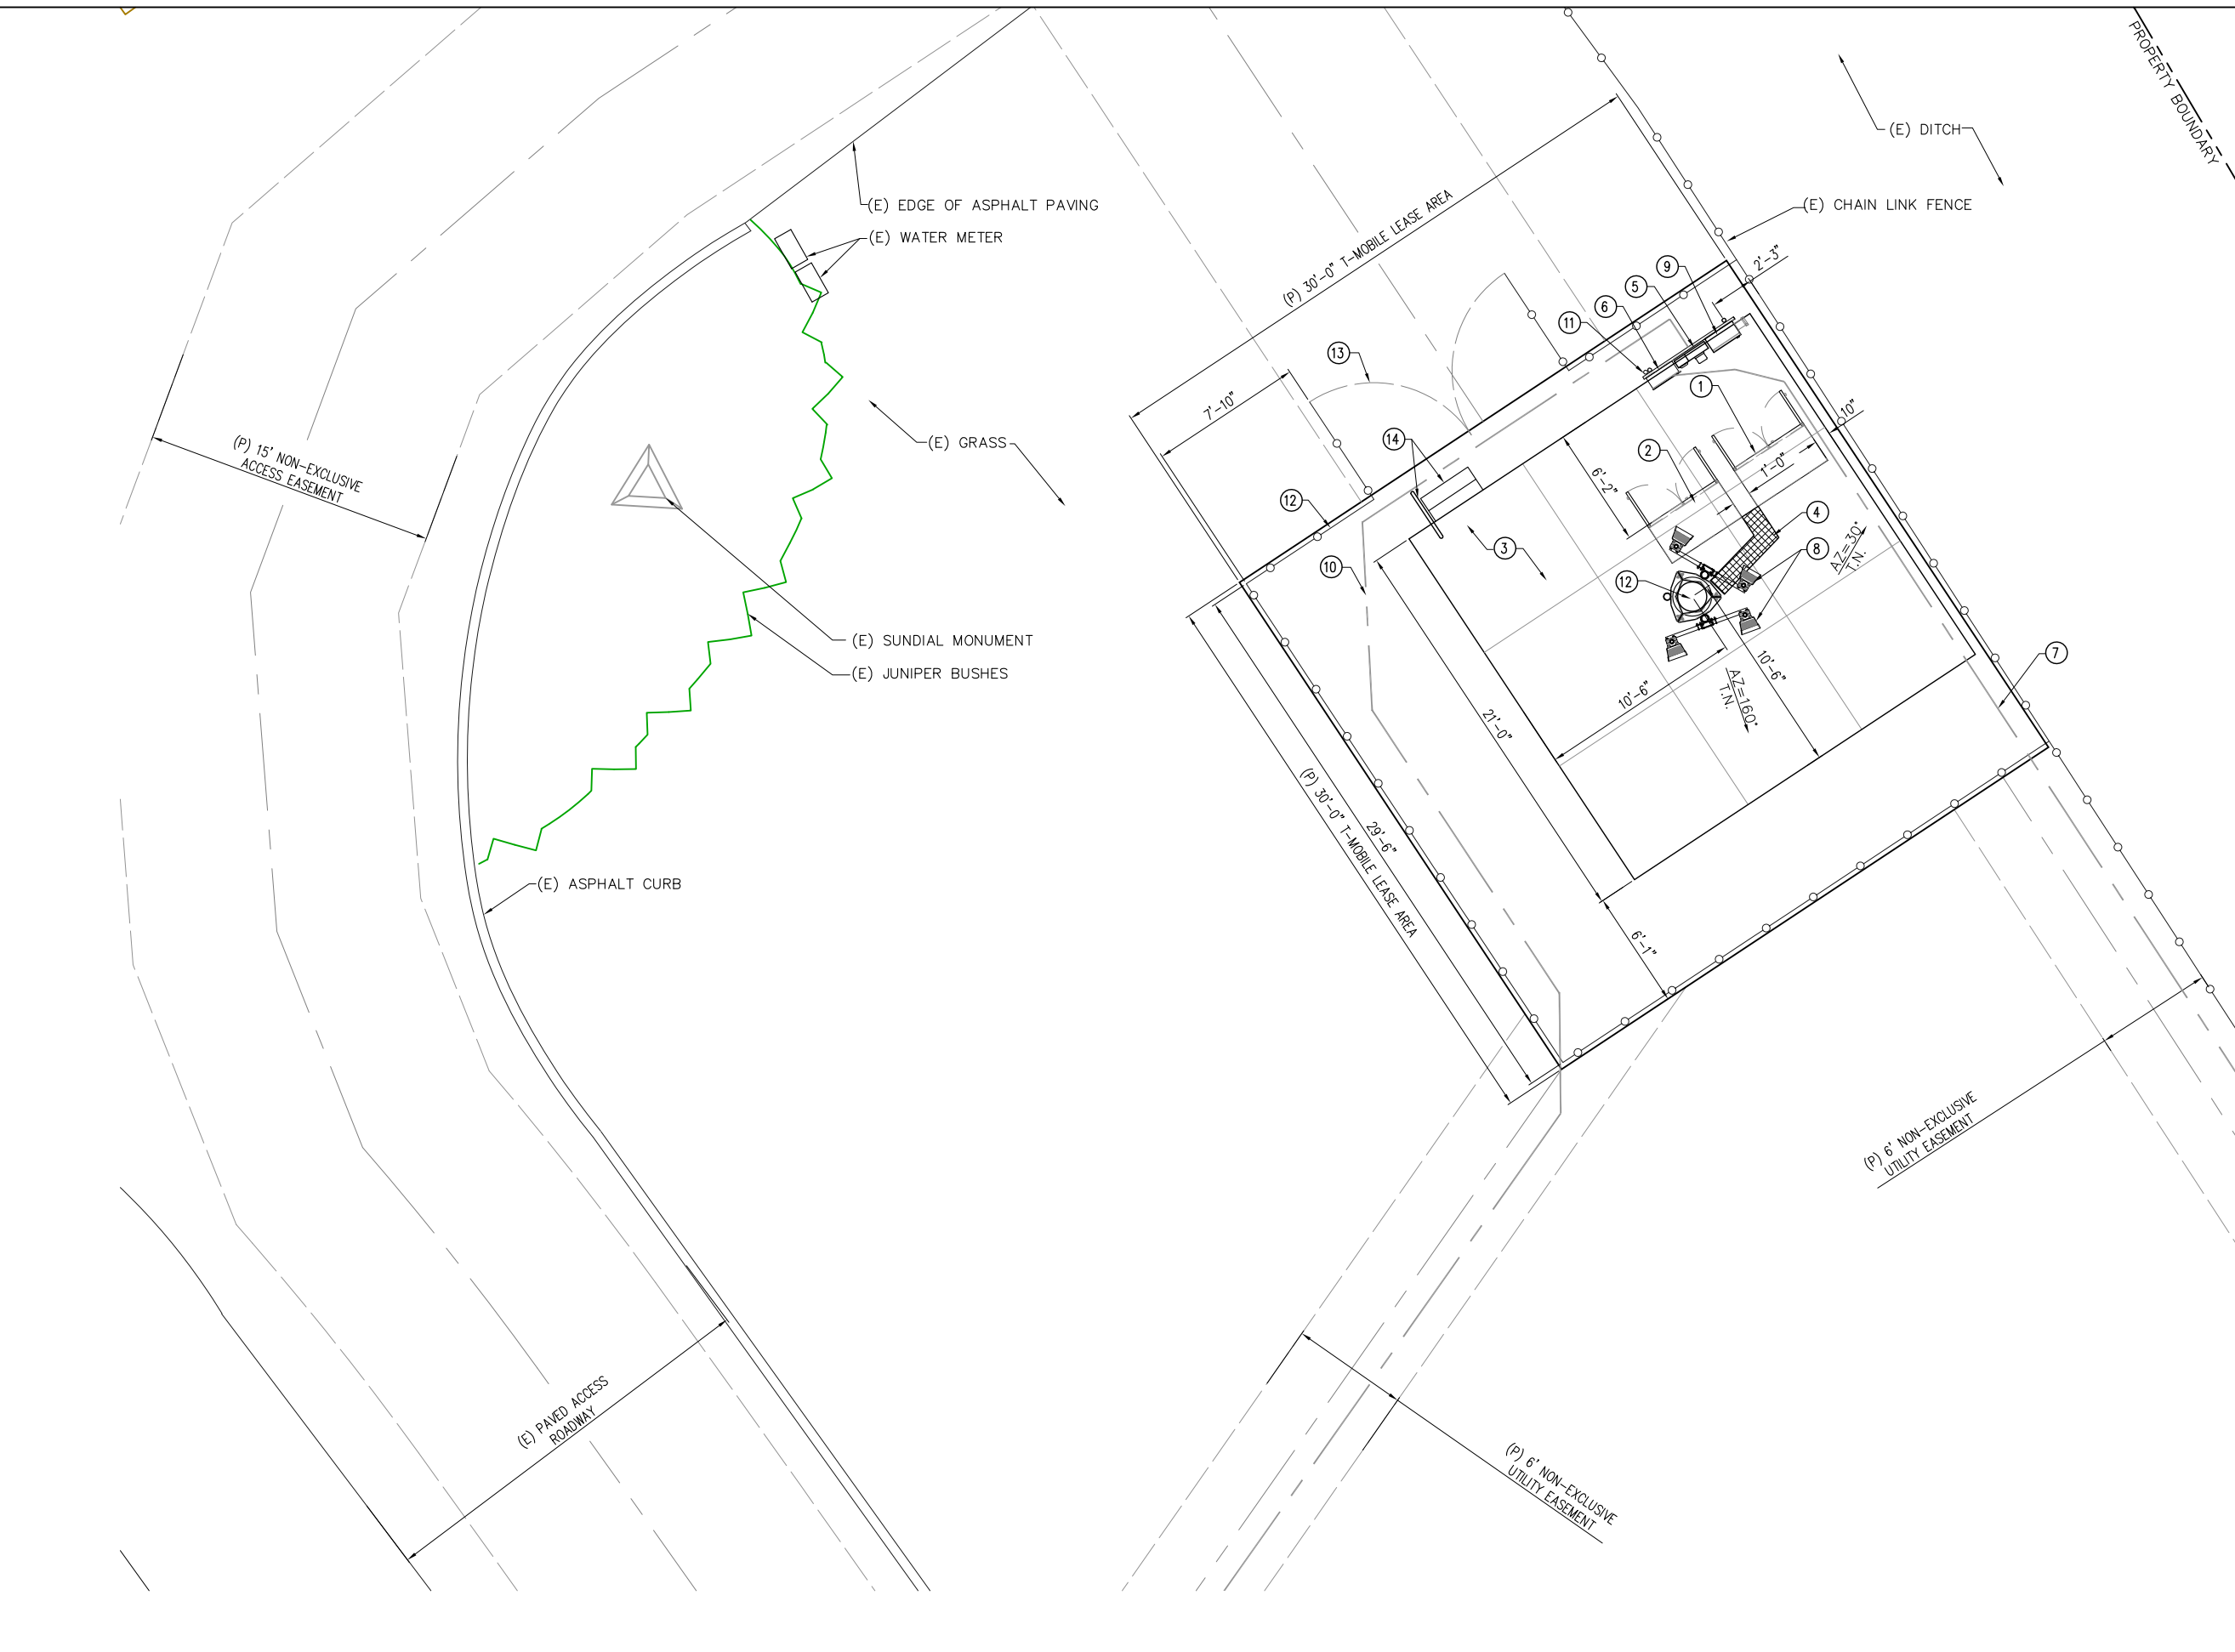 PROPERTY BOUNDARY
(E) DITCH
(E) EDGE OF ASPHALT PAVING
(E) CHAIN LINK FENCE
(E) WATER METER
(P) 30'-0" T-MOBILE LEASE AREA
2'-3"
9
5
6
11
13
7'-10"
1
10"
14
(E) GRASS
2
(P) 15' NON-EXCLUSIVE
ACCESS EASEMENT
6'-2"
1'-0"
12
4
3
8
AZ=30°
T.N.
10
12
(E) SUNDIAL MONUMENT
7
(E) JUNIPER BUSHES
10'-6"
10'-6"
AZ=160°
T.N.
21'-0"
29'-6"
(P) 30'-0" T-MOBILE LEASE AREA
(E) ASPHALT CURB
6'-1"
(P) 6' NON-EXCLUSIVE
UTILITY EASEMENT
(E) PAVED ACCESS
ROADWAY
(P) 6' NON-EXCLUSIVE
UTILITY EASEMENT